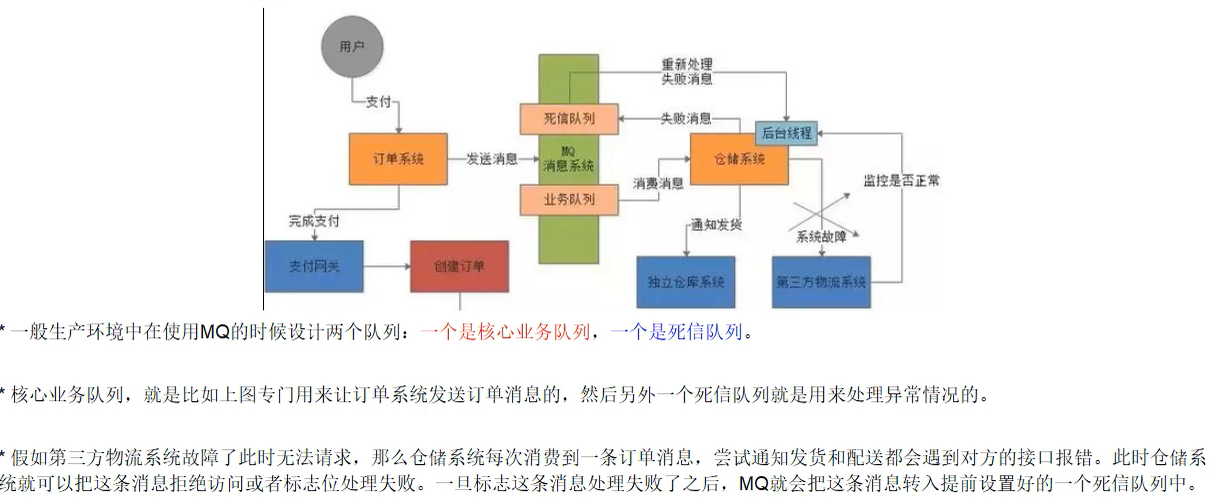 用户
支付
重新处理
失败消息
死信队列
失败消息
后台线程
订单系统
发送消息
MQ
消息系统
仓储系统
消费消息
监控是否正常
业务队列
完成支付
通知发货
系统故障
支付网关
创建订单
独立仓库系统
第三方物流系统
* 一般生产环境中在使用MQ的时候设计两个队列：一个是核心业务队列，一个是死信队列。
* 核心业务队列，就是比如上图专门用来让订单系统发送订单消息的，然后另外一个死信队列就是用来处理异常情况的。
* 假如第三方物流系统故障了此时无法请求，那么仓储系统每次消费到一条订单消息，尝试通知发货和配送都会遇到对方的接口报错。此时仓储系
统就可以把这条消息拒绝访问或者标志位处理失败。一旦标志这条消息处理失败了之后，MQ就会把这条消息转入提前设置好的一个死信队列中。